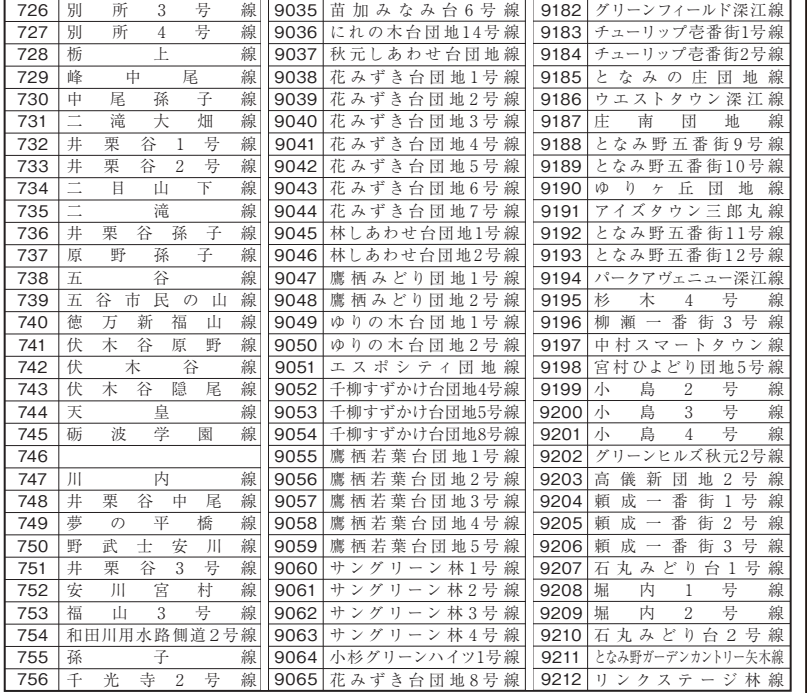 726 別所3号線
727 別所4号線
728 栃上線
729 峰中尾線
730 中尾孫子線
731 二滝大畑線
732 井栗谷1号線
733 井栗谷2号線
734 二目山下線
735 二滝線
736 井栗谷孫子線
737 原野孫子線
738 五谷線
739 五谷市民の山線
740 徳万新福山線
741 伏木谷原野線
742 伏木谷線
743 伏木谷隠尾線
744 天皇線
745 砺波学園線
746
747 川内線
748 井栗谷中尾線
749 夢の平橋線
750 野武士安川線
751 井栗谷3号線
752 安川宮村線
753 福山3号線
754 和田川用水路側道2号線
755 孫子線
756 千光寺2号線
9035 苗加みなみ台6号線
9036 にれの木台団地14号線
9037 秋元しあわせ台団地線
9038 花みずき台団地1号線
9039 花みずき台団地2号線
9040 花みずき台団地3号線
9041 花みずき台団地4号線
9042 花みずき台団地5号線
9043 花みずき台団地6号線
9044 花みずき台団地7号線
9045 林しあわせ台団地1号線
9046 林しあわせ台団地2号線
9047 鷹栖みどり団地1号線
9048 鷹栖みどり団地2号線
9049 ゆりの木台団地1号線
9050 ゆりの木台団地2号線
9051 エスポシティ団地線
9052 千柳すずかけ台団地4号線
9053 千柳すずかけ台団地5号線
9054 千柳すずかけ台団地8号線
9055 鷹栖若葉台団地1号線
9056 鷹栖若葉台団地2号線
9057 鷹栖若葉台団地3号線
9058 鷹栖若葉台団地4号線
9059 鷹栖若葉台団地5号線
9060 サングリーン林1号線
9061 サングリーン林2号線
9062 サングリーン林3号線
9063 サングリーン林4号線
9064 小杉グリーンハイツ1号線
9065 花みずき台団地8号線
9182 グリーンフィールド深江線
9183 チューリップ壱番街1号線
9184 チューリップ壱番街2号線
9185 となみの庄団地線
9186 ウエストタウン深江線
9187 庄南団地線
9188 となみ野五番街9号線
9189 となみ野五番街10号線
9190 ゆりヶ丘団地線
9191 アイズタウン三郎丸線
9192 となみ野五番街11号線
9193 となみ野五番街12号線
9194 パークアヴェニュー深江線
9195 杉木4号線
9196 柳瀬一番街3号線
9197 中村スマートタウン線
9198 宮村ひよどり団地5号線
9199 小島2号線
9200 小島3号線
9201 小島4号線
9202 グリーンヒルズ秋元2号線
9203 高儀新団地2号線
9204 頼成一番街1号線
9205 頼成一番街2号線
9206 頼成一番街3号線
9207 石丸みどり台1号線
9208 堀内1号線
9209 堀内2号線
9210 石丸みどり台2号線
9211 となみ野ガーデンカントリー矢木線
9212 リンクステージ林線